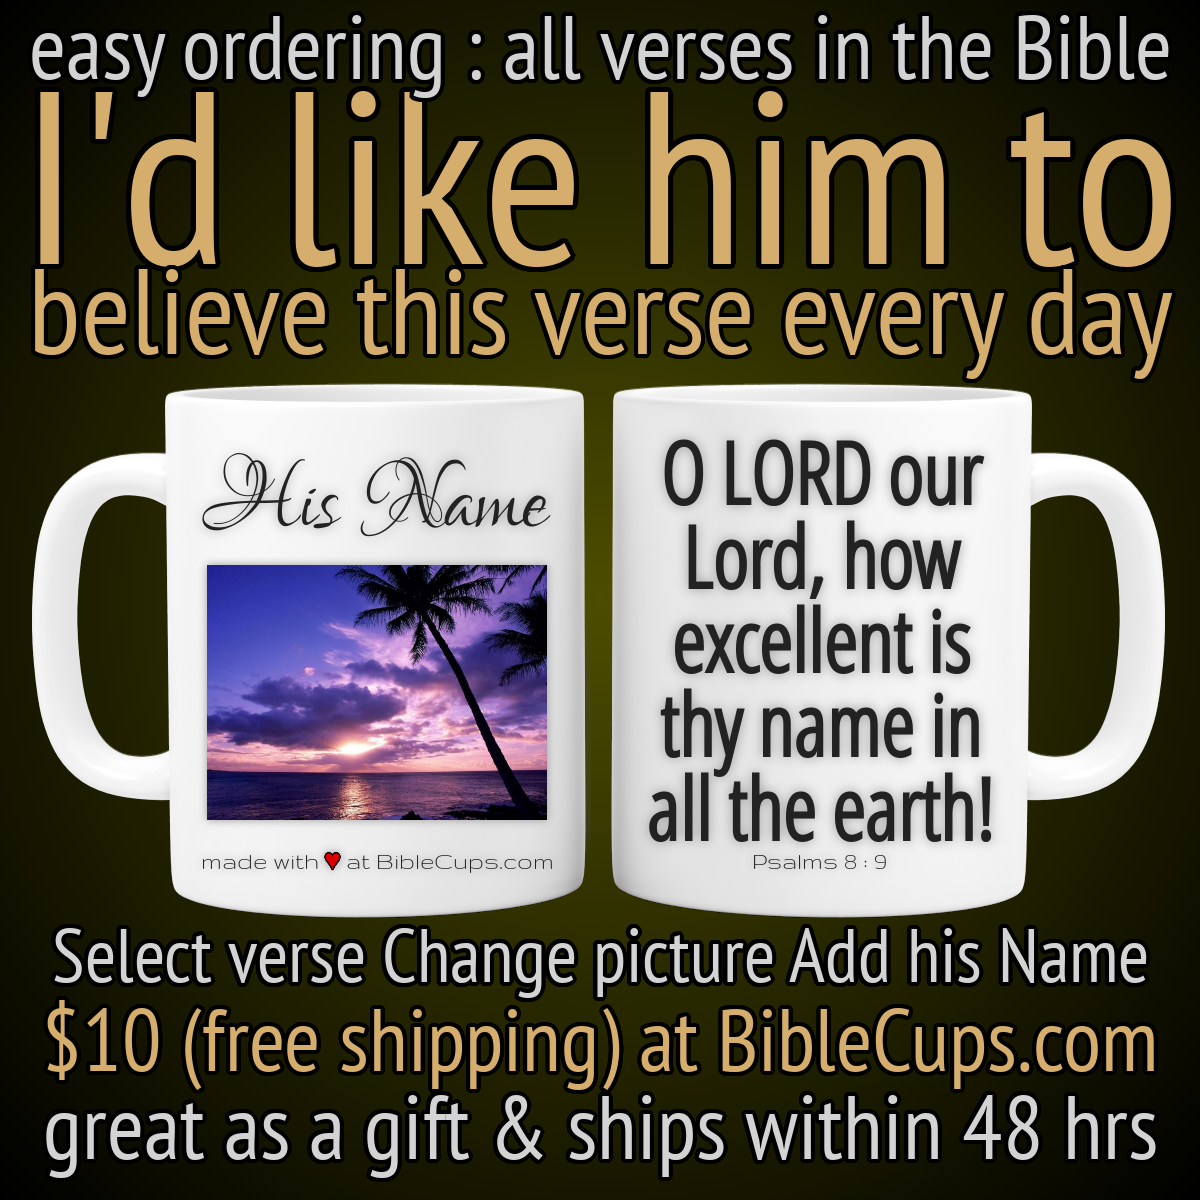 easy ordering : all verses in the Bible
I'd like him to
believe this verse every day
His Name
made with ♥ at BibleCups.com
O LORD our
Lord, how
excellent is
thy name in
all the earth!
Psalms 8 : 9
Select verse Change picture Add his Name
$10 (free shipping) at BibleCups.com
great as a gift & ships within 48 hrs